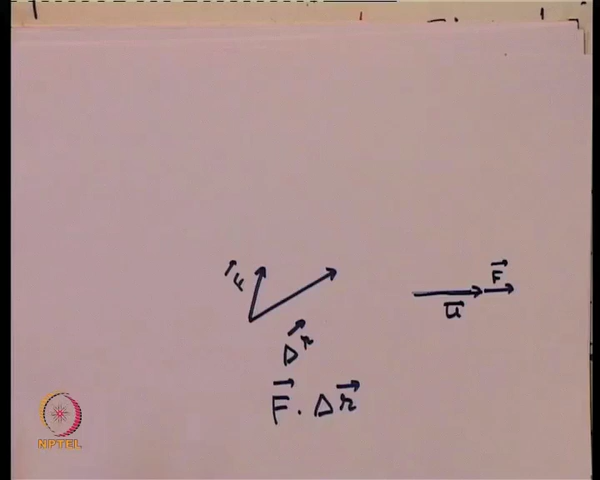 F⃗
F⃗
u⃗
Δr⃗
F⃗ · Δr⃗
NPTEL